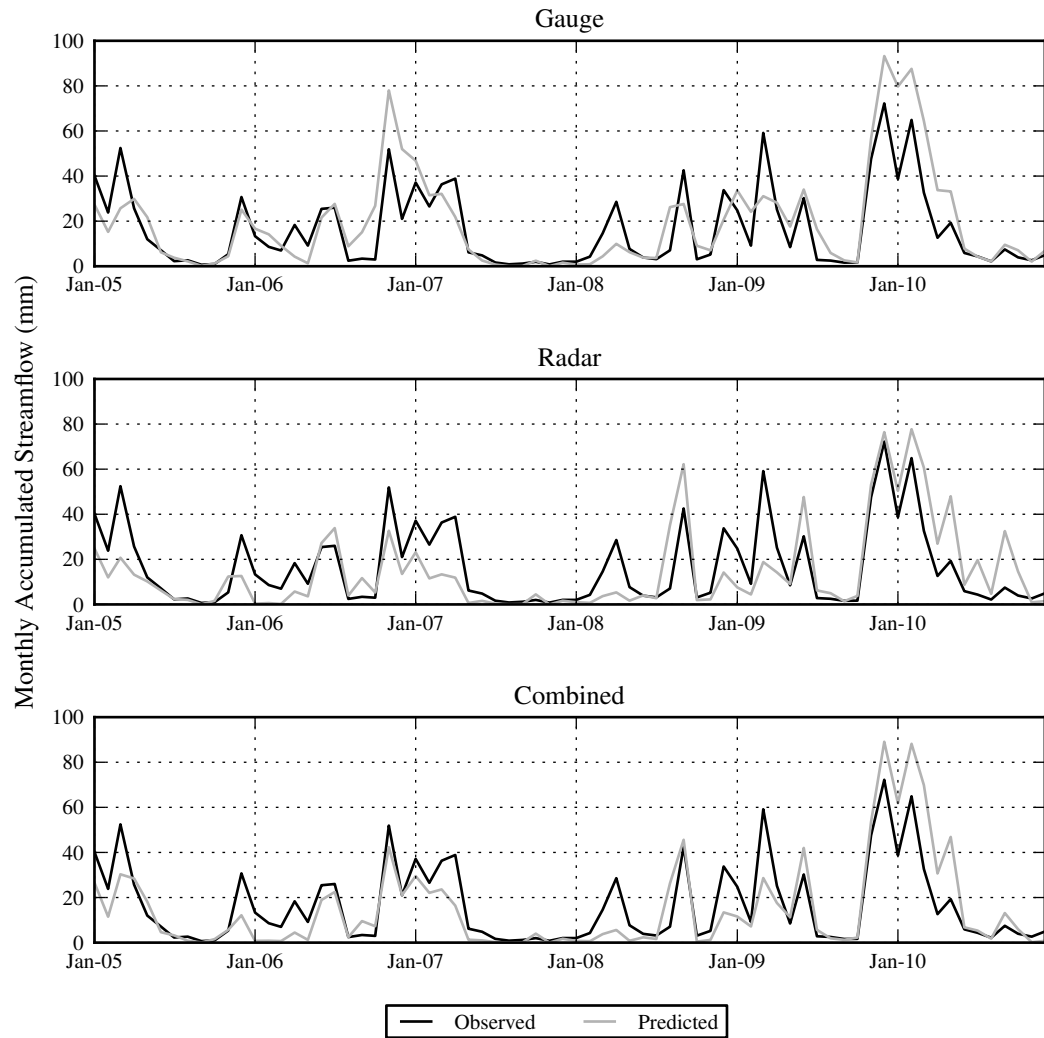 Gauge
100
80
60
40
20
0
Jan-05 Jan-06 Jan-07 Jan-08 Jan-09 Jan-10
Monthly Accumulated Streamflow (mm)
Radar
100
80
60
40
20
0
Jan-05 Jan-06 Jan-07 Jan-08 Jan-09 Jan-10
Combined
100
80
60
40
20
0
Jan-05 Jan-06 Jan-07 Jan-08 Jan-09 Jan-10
Observed Predicted